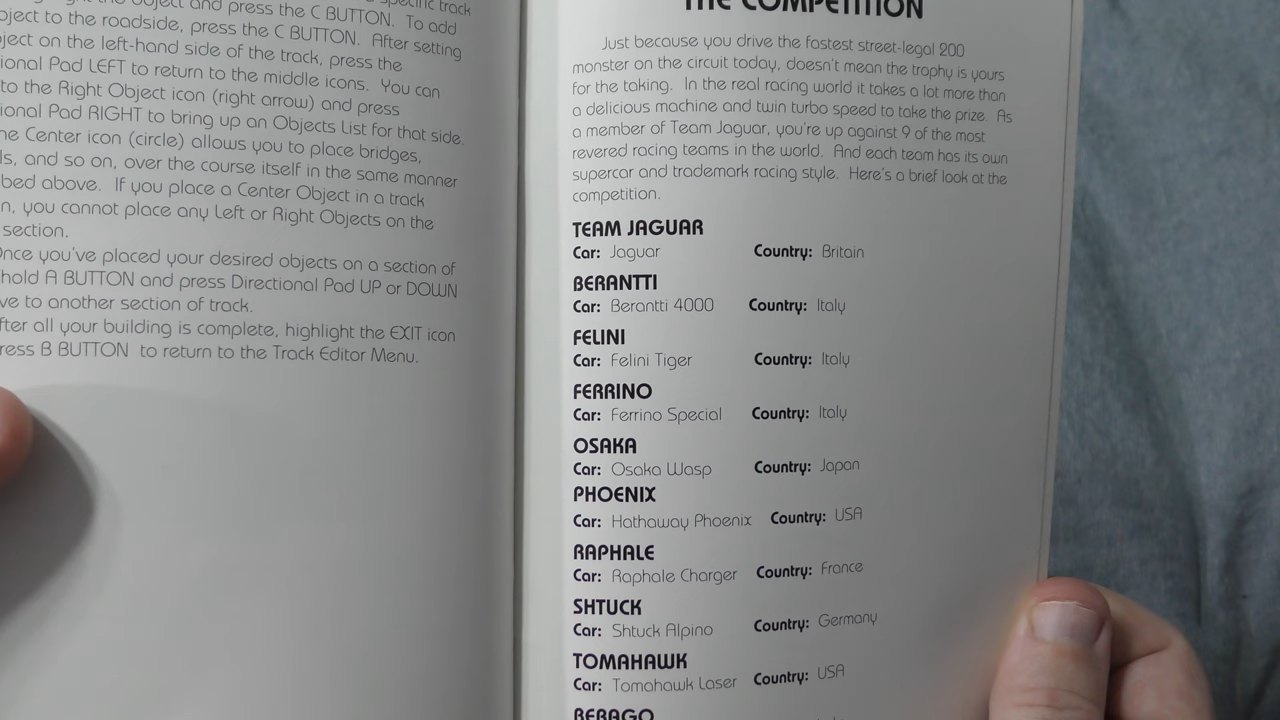 object and press the C BUTTON. To add
bject to the roadside, press the C BUTTON. After setting
ject on the left-hand side of the track, press the
ional Pad LEFT to return to the middle icons. You can
to the Right Object icon (right arrow) and press
ional Pad RIGHT to bring up an Objects List for that side.
he Center icon (circle) allows you to place bridges,
ls, and so on, over the course itself in the same manner
bed above. If you place a Center Object in a track
n, you cannot place any Left or Right Objects on the
section.
Once you've placed your desired objects on a section of
hold A BUTTON and press Directional Pad UP or DOWN
ve to another section of track.
fter all your building is complete, highlight the EXIT icon
ress B BUTTON to return to the Track Editor Menu.
THE COMPETITION
Just because you drive the fastest street-legal 200
monster on the circuit today, doesn't mean the trophy is yours
for the taking. In the real racing world it takes a lot more than
a delicious machine and twin turbo speed to take the prize. As
a member of Team Jaguar, you're up against 9 of the most
revered racing teams in the world. And each team has its own
supercar and trademark racing style. Here's a brief look at the
competition.
TEAM JAGUAR
Car: Jaguar Country: Britain
BERANTTI
Car: Berantti 4000 Country: Italy
FELINI
Car: Felini Tiger Country: Italy
FERRINO
Car: Ferrino Special Country: Italy
OSAKA
Car: Osaka Wasp Country: Japan
PHOENIX
Car: Hathaway Phoenix Country: USA
RAPHALE
Car: Raphale Charger Country: France
SHTUCK
Car: Shtuck Alpino Country: Germany
TOMAHAWK
Car: Tomahawk Laser Country: USA
BERAGO